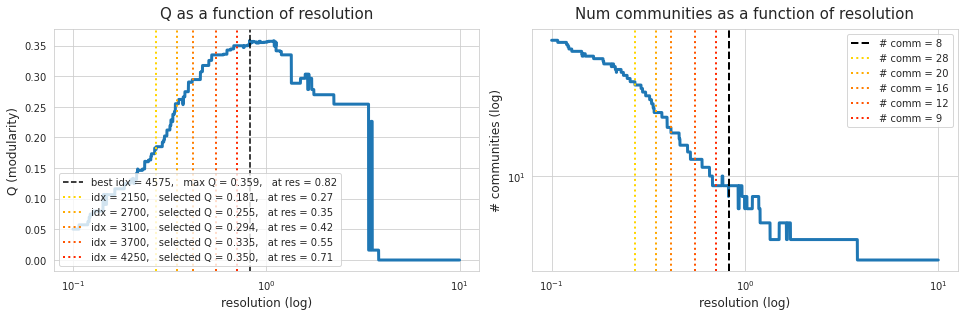 Q as a function of resolution
Q (modularity)
0.35
0.30
0.25
0.20
0.15
0.10
0.05
0.00
best idx = 4575, max Q = 0.359, at res = 0.82
idx = 2150, selected Q = 0.181, at res = 0.27
idx = 2700, selected Q = 0.255, at res = 0.35
idx = 3100, selected Q = 0.294, at res = 0.42
idx = 3700, selected Q = 0.335, at res = 0.55
idx = 4250, selected Q = 0.350, at res = 0.71
10⁻¹ 10⁰ 10¹
resolution (log)
Num communities as a function of resolution
# communities (log)
10¹
# comm = 8
# comm = 28
# comm = 20
# comm = 16
# comm = 12
# comm = 9
10⁻¹ 10⁰ 10¹
resolution (log)